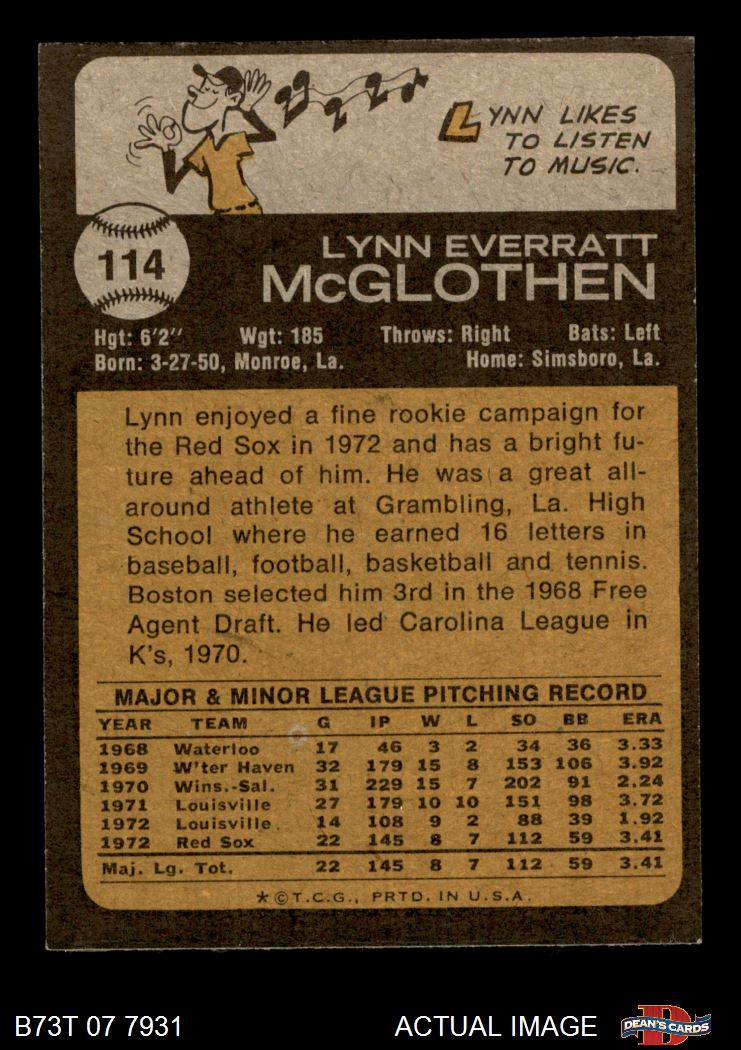 LYNN LIKES
TO LISTEN
TO MUSIC.
114
LYNN EVERRATT
McGLOTHEN
Hgt: 6'2" Wgt: 185 Throws: Right Bats: Left
Born: 3-27-50, Monroe, La. Home: Simsboro, La.
Lynn enjoyed a fine rookie campaign for
the Red Sox in 1972 and has a bright fu-
ture ahead of him. He was a great all-
around athlete at Grambling, La. High
School where he earned 16 letters in
baseball, football, basketball and tennis.
Boston selected him 3rd in the 1968 Free
Agent Draft. He led Carolina League in
K's, 1970.
MAJOR & MINOR LEAGUE PITCHING RECORD
YEAR TEAM G IP W L SO BB ERA
1968 Waterloo 17 46 3 2 34 36 3.33
1969 W'ter Haven 32 179 15 8 153 106 3.92
1970 Wins.-Sal. 31 229 15 7 202 91 2.24
1971 Louisville 27 179 10 10 151 98 3.72
1972 Louisville 14 108 9 2 88 39 1.92
1972 Red Sox 22 145 8 7 112 59 3.41
Maj. Lg. Tot. 22 145 8 7 112 59 3.41
* © T.C.G., PRTD. IN U.S.A.
B73T 07 7931 ACTUAL IMAGE DEAN'S CARDS